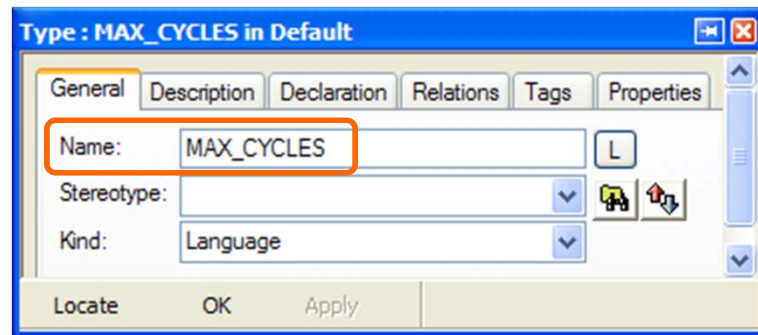 Type : MAX_CYCLES in Default
General Description Declaration Relations Tags Properties
Name: MAX_CYCLES L
Stereotype:
Kind: Language
Locate OK Apply